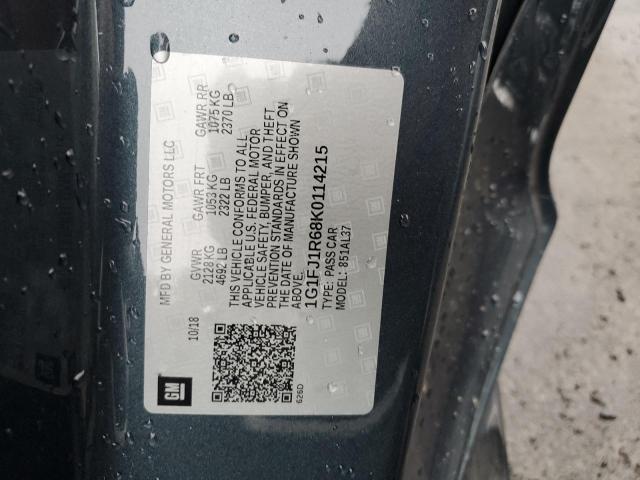 MFD BY GENERAL MOTORS LLC
10/18
GVWR GAWR FRT GAWR RR
2128 KG 1053 KG 1075 KG
4692 LB 2322 LB 2370 LB
THIS VEHICLE CONFORMS TO ALL
APPLICABLE U.S. FEDERAL MOTOR
VEHICLE SAFETY, BUMPER, AND THEFT
PREVENTION STANDARDS IN EFFECT ON
THE DATE OF MANUFACTURE SHOWN
ABOVE.
1G1FJ1R68K0114215
TYPE: PASS CAR
MODEL: 851AL37
GM
626D